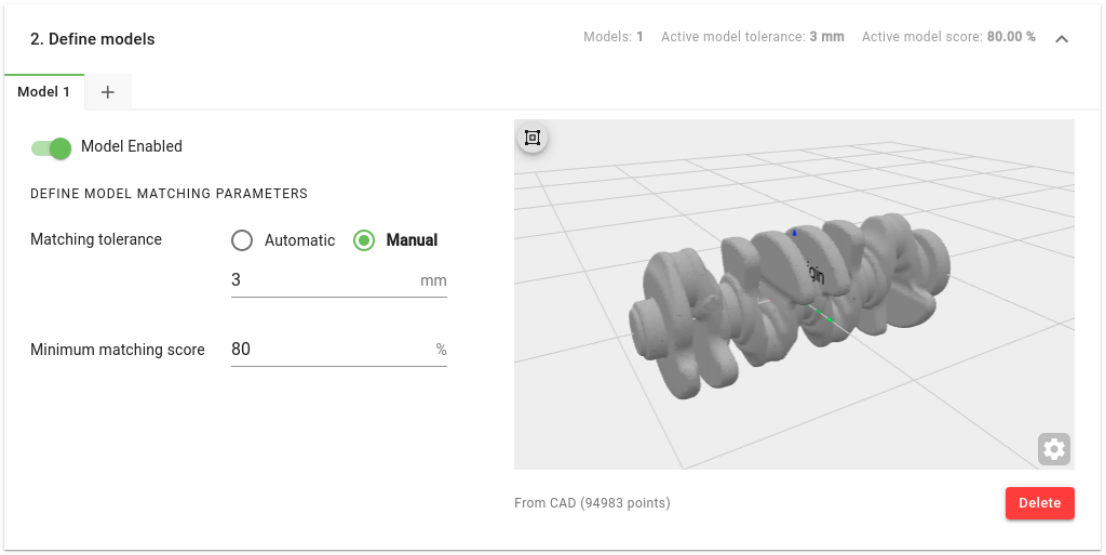 2. Define models
Models: 1 Active model tolerance: 3 mm Active model score: 80.00 %
Model 1 +
Model Enabled
DEFINE MODEL MATCHING PARAMETERS
Matching tolerance Automatic Manual
3 mm
Minimum matching score 80 %
From CAD (94983 points)
Delete